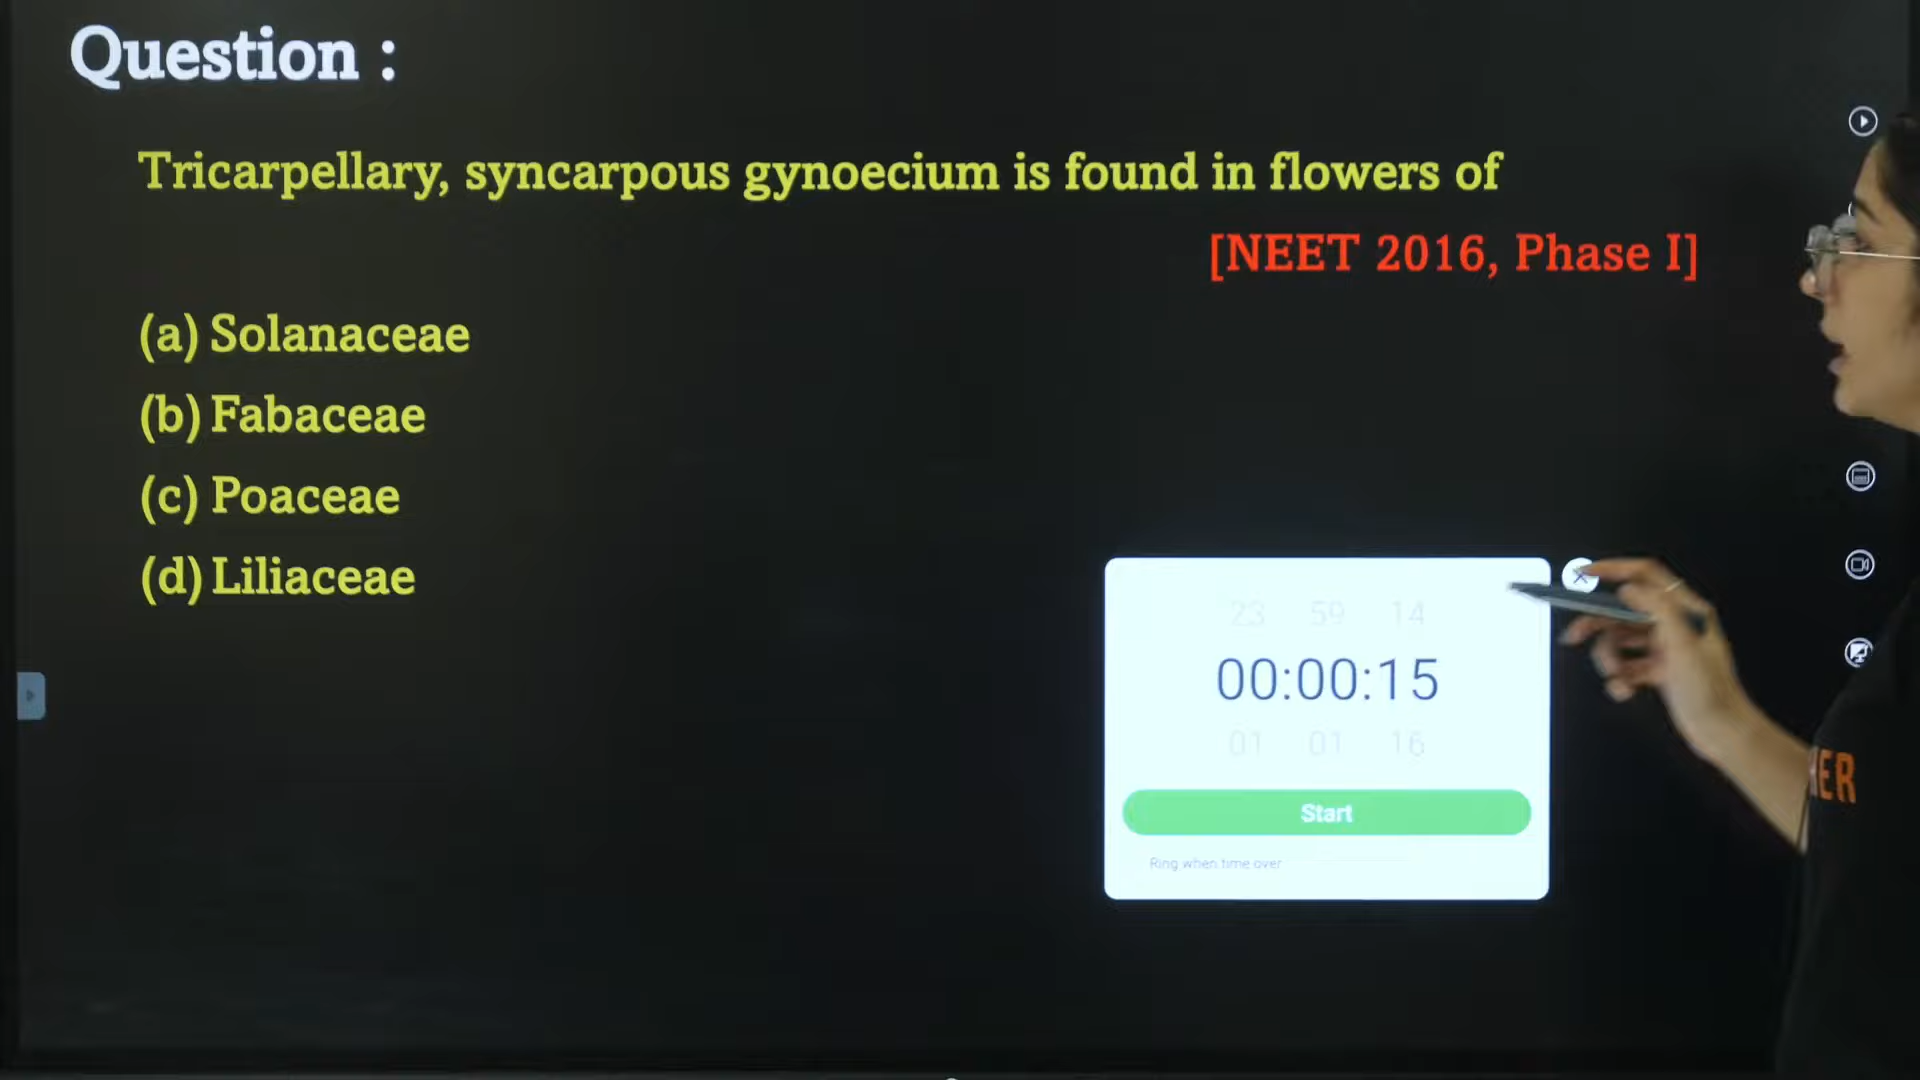 Question :
Tricarpellary, syncarpous gynoecium is found in flowers of
[NEET 2016, Phase I]
(a) Solanaceae
(b) Fabaceae
(c) Poaceae
(d) Liliaceae
23 59 14
00:00:15
01 01 16
Start
Ring when time over
ER